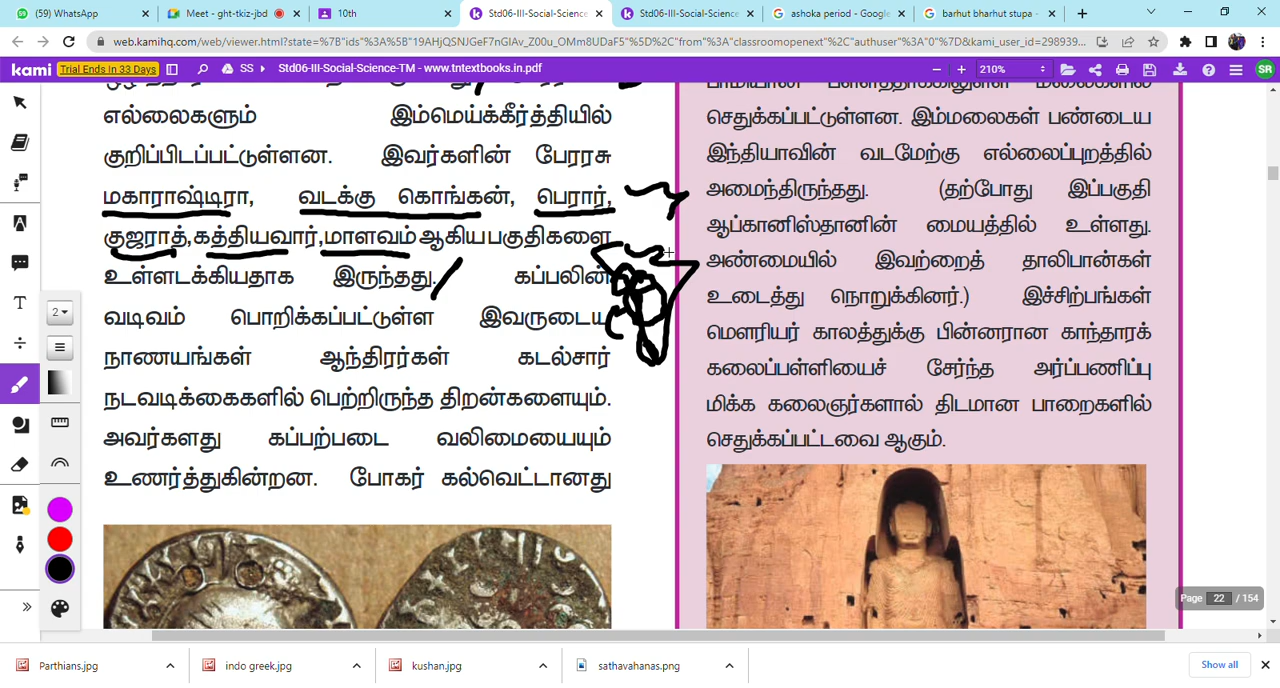 (59) WhatsApp
Meet - ght-tkiz-jbd
10th
Std06-III-Social-Science
Std06-III-Social-Science
ashoka period - Google
barhut bharhut stupa -
web.kamihq.com/web/viewer.html?state=%7B"ids"%3A%5B"19AHjQSNJGeF7nGIAv_Z00u_OMm8UDaF5"%5D%2C"from"%3A"classroomopennext"%2C"authuser"%3A"0"%7D&kami_user_id=298939...
kami Trial Ends In 33 Days SS Std06-III-Social-Science-TM - www.tntextbooks.in.pdf 210% SR
எல்லைகளும் இம்மெய்க்கீர்த்தியில்
குறிப்பிடப்பட்டுள்ளன. இவர்களின் பேரரசு
மகாராஷ்டிரா, வடக்கு கொங்கன், பெரார்,
குஜராத்,கத்தியவார்,மாளவம்ஆகியபகுதிகளை
உள்ளடக்கியதாக இருந்தது. கப்பலின்
வடிவம் பொறிக்கப்பட்டுள்ள இவருடைய
நாணயங்கள் ஆந்திரர்கள் கடல்சார்
நடவடிக்கைகளில் பெற்றிருந்த திறன்களையும்.
அவர்களது கப்பற்படை வலிமையையும்
உணர்த்துகின்றன. போகர் கல்வெட்டானது
செதுக்கப்பட்டுள்ளன. இம்மலைகள் பண்டைய
இந்தியாவின் வடமேற்கு எல்லைப்புறத்தில்
அமைந்திருந்தது. (தற்போது இப்பகுதி
ஆப்கானிஸ்தானின் மையத்தில் உள்ளது.
அண்மையில் இவற்றைத் தாலிபான்கள்
உடைத்து நொறுக்கினர்.) இச்சிற்பங்கள்
மௌரியர் காலத்துக்கு பின்னரான காந்தாரக்
கலைப்பள்ளியைச் சேர்ந்த அர்ப்பணிப்பு
மிக்க கலைஞர்களால் திடமான பாறைகளில்
செதுக்கப்பட்டவை ஆகும்.
2
Page 22 / 154
Parthians.jpg
indo greek.jpg
kushan.jpg
sathavahanas.png
Show all